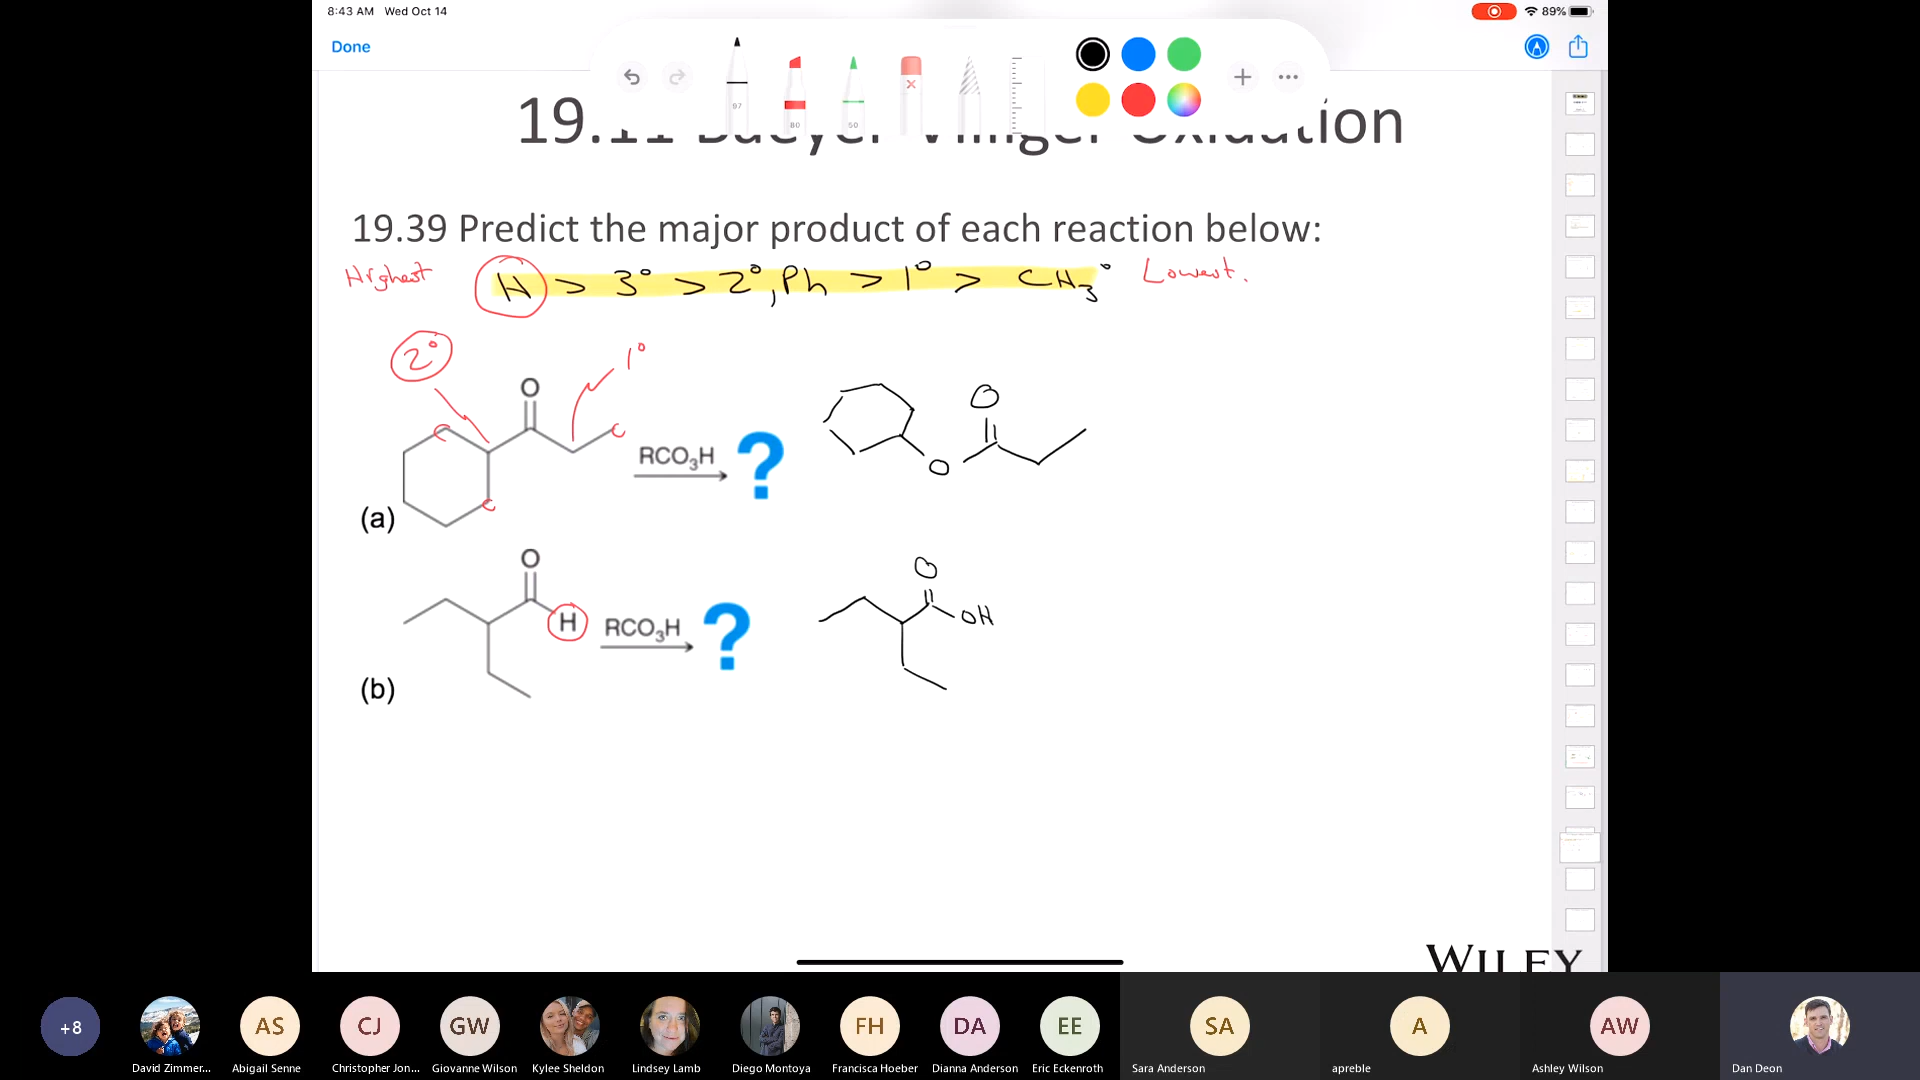 8:43 AM Wed Oct 14
89%
Done
97
80
60
19.11 Baeyer Villiger Oxidation
19.39 Predict the major product of each reaction below:
Highest H > 3° > 2°, Ph > 1° > CH₃° Lowest.
2°
1°
O
O
C
C
RCO₃H
?
O
C
(a)
O
O
H
RCO₃H
?
OH
(b)
WILEY
+8
AS
CJ
GW
FH
DA
EE
SA
A
AW
David Zimmer...
Abigail Senne
Christopher Jon...
Giovanne Wilson
Kylee Sheldon
Lindsey Lamb
Diego Montoya
Francisca Hoeber
Dianna Anderson
Eric Eckenroth
Sara Anderson
apreble
Ashley Wilson
Dan Deon